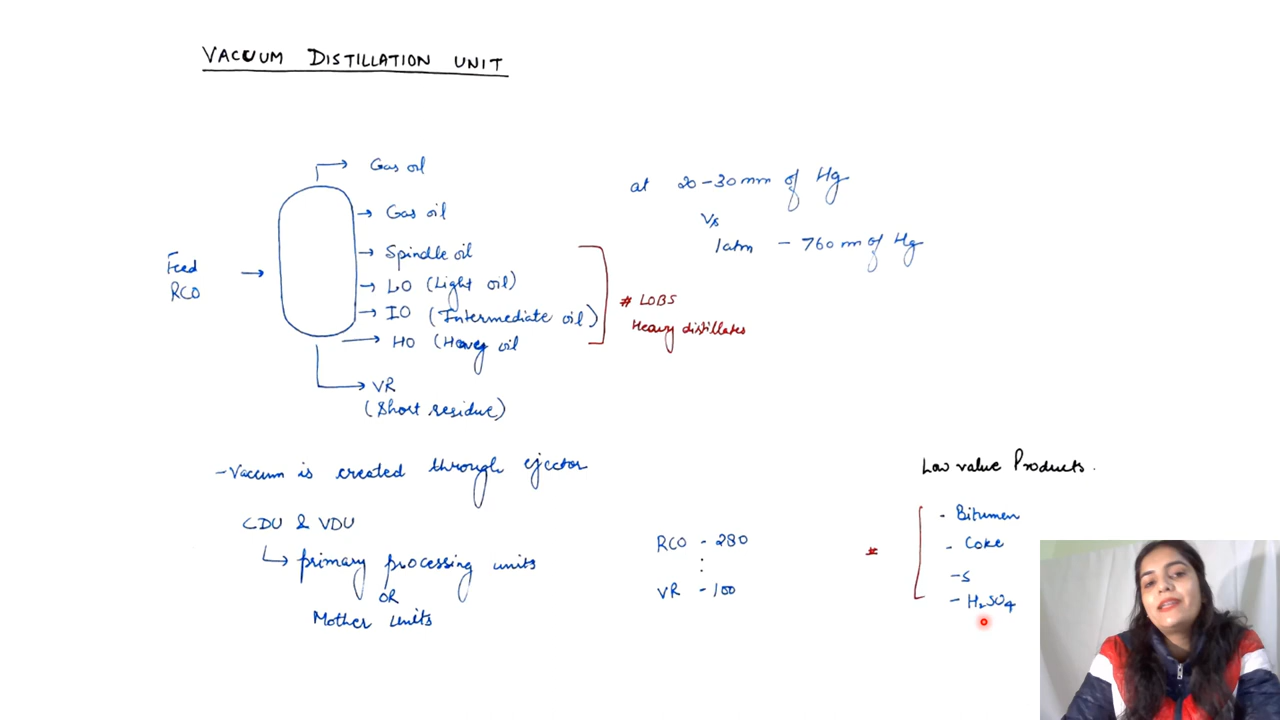 VACUUM DISTILLATION UNIT
Gas oil
Gas oil
Spindle oil
LO (Light oil)
IO (Intermediate oil)
HO (Heavy oil
VR
(Short residue)
Feed
RCO
at 20-30 mm of Hg
V/s
1atm - 760 m of Hg
# LOBS
Heavy distillates
- Vaccum is created through ejector
CDU & VDU
↳ primary processing units
OR
Mother units
RCO - 280
:
VR - 100
Low value Products.
*
- Bitumen
- Coke
- S
- H₂SO₄